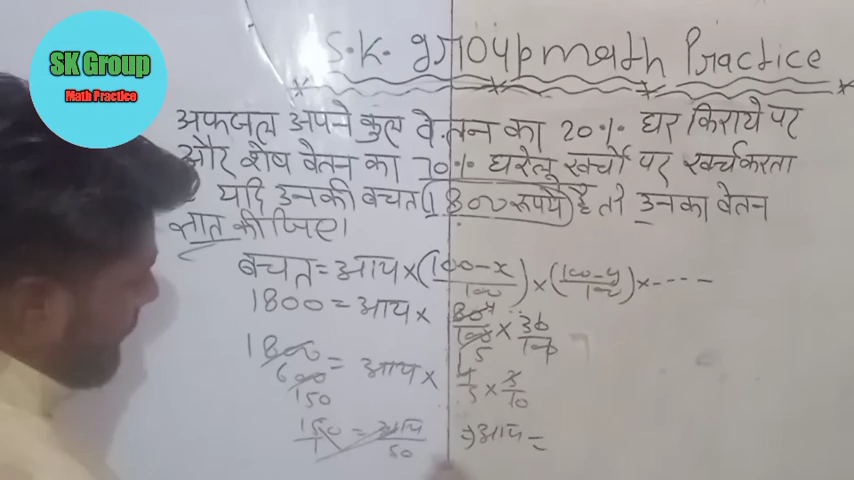 SK Group
Math Practice
S.K. group math Practice
अफजल अपने कुल वेतन का 20% घर किराये पर
और शेष वेतन का 70% घरेलू खर्चों पर खर्च करता
यदि उनकी बचत 1800 रूपये है तो उनका वेतन
ज्ञात कीजिए।
बचत = आय × (100-x/100) × (100-y/100) × ----
1800 = आय × 80/100 × 30/100
1800 = आय × 4/5 × 3/10
600
150
150/1 = आय/50 ⇒ आय =